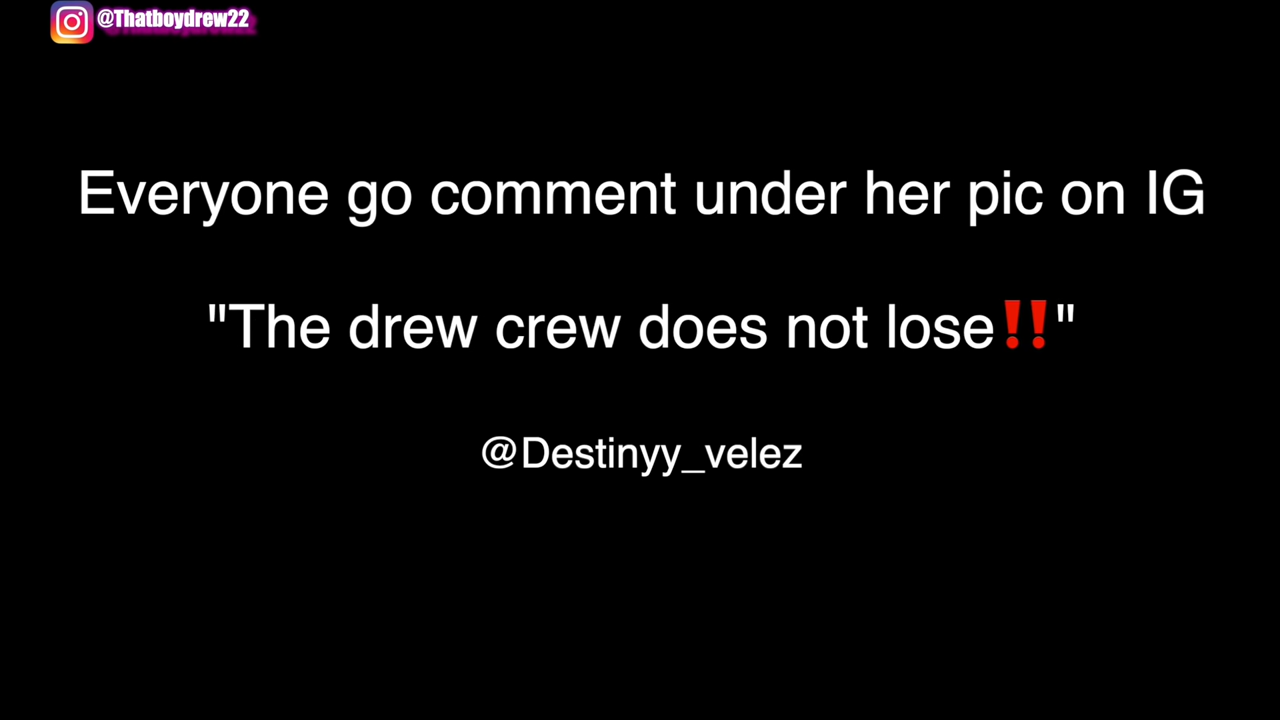 @Thatboydrew22
Everyone go comment under her pic on IG
"The drew crew does not lose‼️"
@Destinyy_velez